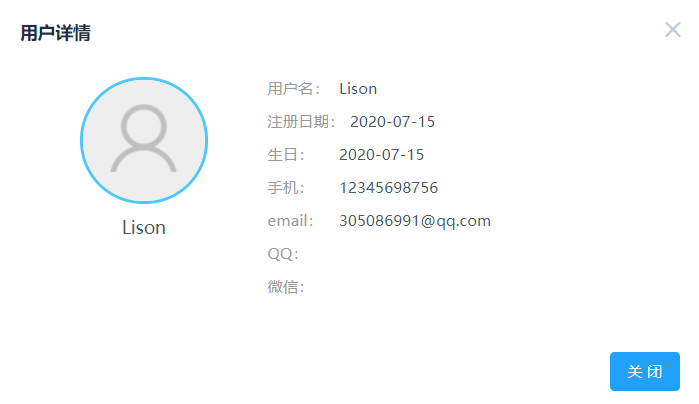 用户详情
Lison
用户名： Lison
注册日期： 2020-07-15
生日： 2020-07-15
手机： 12345698756
email： 305086991@qq.com
QQ：
微信：
关 闭